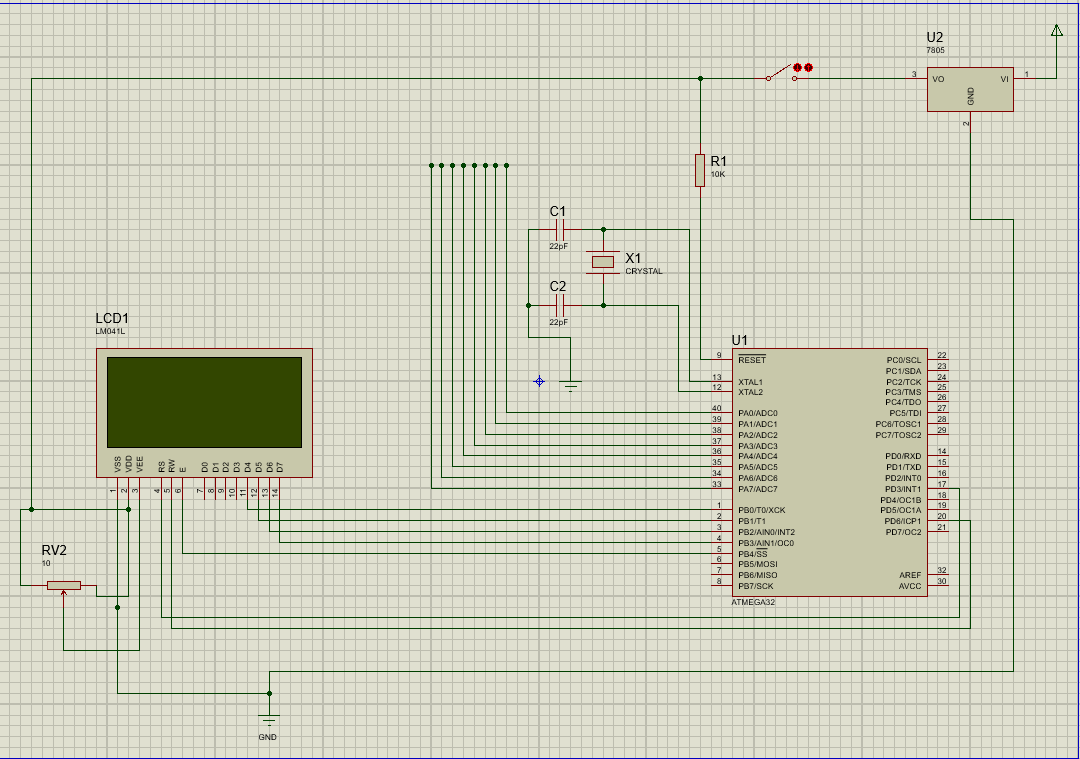 U2
7805
3 VO VI 1
GND
2
R1
10K
C1
22pF
X1
CRYSTAL
C2
22pF
LCD1
LM041L
VSS VDD VEE RS RW E D0 D1 D2 D3 D4 D5 D6 D7
1 2 3 4 5 6 7 8 9 10 11 12 13 14
RV2
10
U1
9 RESET PC0/SCL 22
PC1/SDA 23
13 XTAL1 PC2/TCK 24
12 XTAL2 PC3/TMS 25
PC4/TDO 26
40 PA0/ADC0 PC5/TDI 27
39 PA1/ADC1 PC6/TOSC1 28
38 PA2/ADC2 PC7/TOSC2 29
37 PA3/ADC3
36 PA4/ADC4 PD0/RXD 14
35 PA5/ADC5 PD1/TXD 15
34 PA6/ADC6 PD2/INT0 16
33 PA7/ADC7 PD3/INT1 17
PD4/OC1B 18
1 PB0/T0/XCK PD5/OC1A 19
2 PB1/T1 PD6/ICP1 20
3 PB2/AIN0/INT2 PD7/OC2 21
4 PB3/AIN1/OC0
5 PB4/SS
6 PB5/MOSI
7 PB6/MISO AREF 32
8 PB7/SCK AVCC 30
ATMEGA32
GND